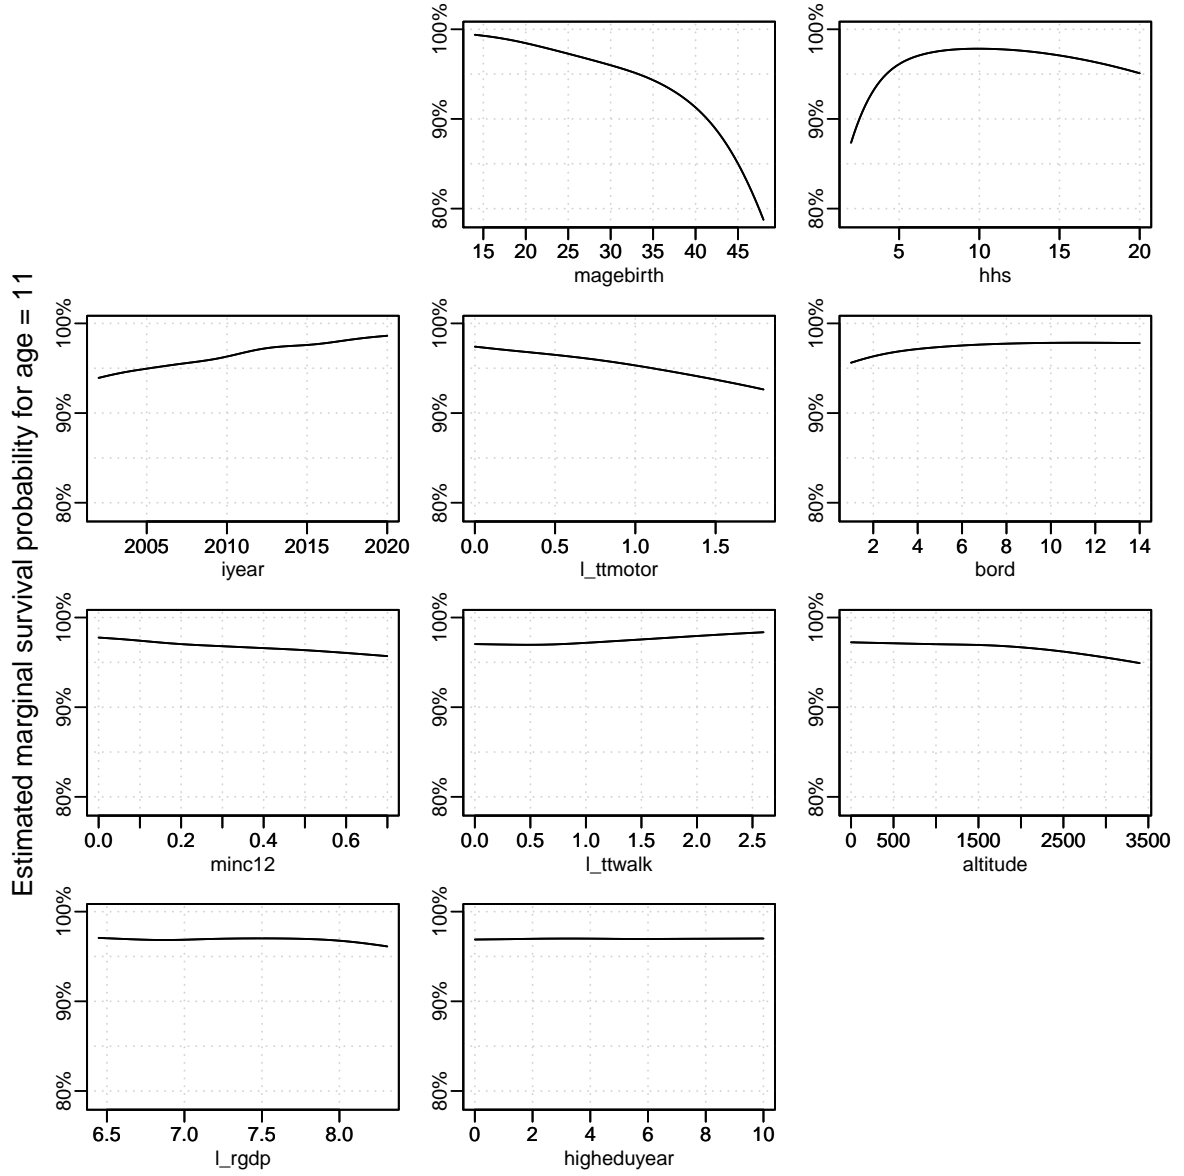 Estimated marginal survival probability for age = 11
80% 90% 100%
15 20 25 30 35 40 45
magebirth
80% 90% 100%
5 10 15 20
hhs
80% 90% 100%
2005 2010 2015 2020
iyear
80% 90% 100%
0.0 0.5 1.0 1.5
l_ttmotor
80% 90% 100%
2 4 6 8 10 12 14
bord
80% 90% 100%
0.0 0.2 0.4 0.6
minc12
80% 90% 100%
0.0 0.5 1.0 1.5 2.0 2.5
l_ttwalk
80% 90% 100%
0 500 1500 2500 3500
altitude
80% 90% 100%
6.5 7.0 7.5 8.0
l_rgdp
80% 90% 100%
0 2 4 6 8 10
higheduyear